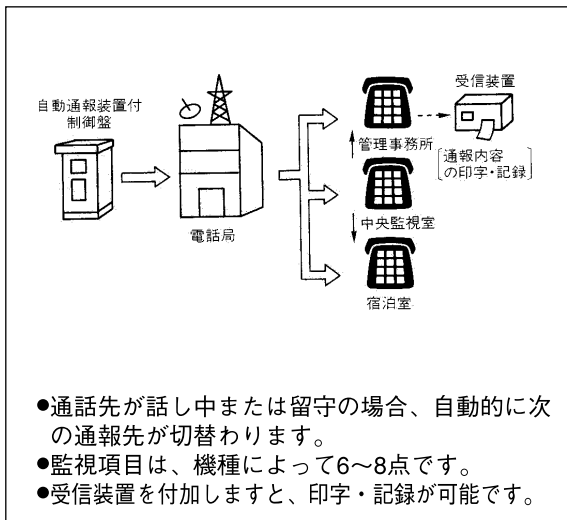 自動通報装置付
制御盤
電話局
管理事務所
中央監視室
宿泊室
受信装置
通報内容
の印字・記録
●通話先が話し中または留守の場合、自動的に次
の通報先が切替わります。
●監視項目は、機種によって6〜8点です。
●受信装置を付加しますと、印字・記録が可能です。